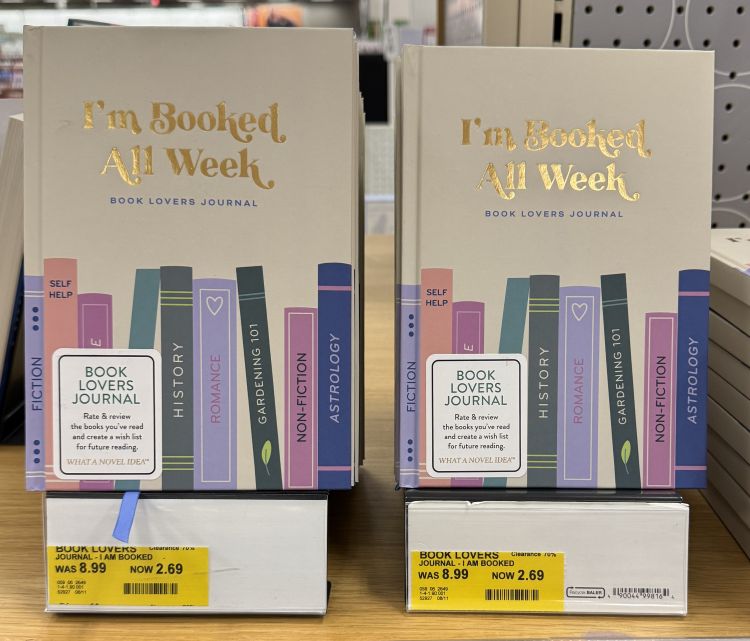 I'm Booked
All Week
BOOK LOVERS JOURNAL
FICTION
SELF
HELP
HISTORY
ROMANCE
GARDENING 101
NON-FICTION
ASTROLOGY
BOOK
LOVERS
JOURNAL
Rate & review
the books you've read
and create a wish list
for future reading.
WHAT A NOVEL IDEA™
BOOK LOVERS Clearance 70%
JOURNAL - I AM BOOKED
WAS 8.99 NOW 2.69
I'm Booked
All Week
BOOK LOVERS JOURNAL
FICTION
SELF
HELP
HISTORY
ROMANCE
GARDENING 101
NON-FICTION
ASTROLOGY
BOOK
LOVERS
JOURNAL
Rate & review
the books you've read
and create a wish list
for future reading.
WHAT A NOVEL IDEA™
BOOK LOVERS Clearance 70%
JOURNAL - I AM BOOKED
WAS 8.99 NOW 2.69